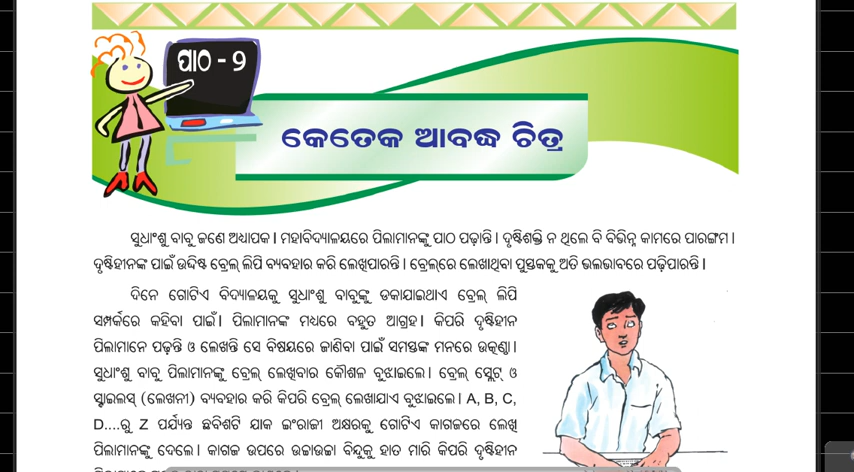 ପାଠ - ୨
କେତେକ ଆବଦ୍ଧ ଚିତ୍ର
ସୁଧାଂଶୁ ବାବୁ ଜଣେ ଅଧ୍ୟାପକ । ମହାବିଦ୍ୟାଳୟରେ ପିଲାମାନଙ୍କୁ ପାଠ ପଢ଼ାନ୍ତି । ଦୃଷ୍ଟିଶକ୍ତି ନ ଥିଲେ ବି ବିଭିନ୍ନ କାମରେ ପାରଙ୍ଗମ ।
ଦୃଷ୍ଟିହୀନଙ୍କ ପାଇଁ ଉଦ୍ଦିଷ୍ଟ ବ୍ରେଲ୍ ଲିପି ବ୍ୟବହାର କରି ଲେଖିପାରନ୍ତି । ବ୍ରେଲ୍‌ରେ ଲେଖାଥିବା ପୁସ୍ତକକୁ ଅତି ଭଲଭାବରେ ପଢ଼ିପାରନ୍ତି ।
ଦିନେ ଗୋଟିଏ ବିଦ୍ୟାଳୟକୁ ସୁଧାଂଶୁ ବାବୁଙ୍କୁ ଡକାଯାଇଥାଏ ବ୍ରେଲ୍ ଲିପି
ସମ୍ପର୍କରେ କହିବା ପାଇଁ । ପିଲାମାନଙ୍କ ମଧ୍ୟରେ ବହୁତ ଆଗ୍ରହ । କିପରି ଦୃଷ୍ଟିହୀନ
ପିଲାମାନେ ପଢ଼ନ୍ତି ଓ ଲେଖନ୍ତି ସେ ବିଷୟରେ ଜାଣିବା ପାଇଁ ସମସ୍ତଙ୍କ ମନରେ ଉତ୍କଣ୍ଠା ।
ସୁଧାଂଶୁ ବାବୁ ପିଲାମାନଙ୍କୁ ବ୍ରେଲ୍ ଲେଖିବାର କୌଶଳ ବୁଝାଇଲେ । ବ୍ରେଲ୍ ସ୍ଲେଟ୍ ଓ
ସ୍ଟାଇଲସ୍ (ଲେଖନୀ) ବ୍ୟବହାର କରି କିପରି ବ୍ରେଲ୍ ଲେଖାଯାଏ ବୁଝାଇଲେ । A, B, C,
D....ରୁ Z ପର୍ଯ୍ୟନ୍ତ ଛବିଶଟି ଯାକ ଇଂରାଜୀ ଅକ୍ଷରକୁ ଗୋଟିଏ କାଗଜରେ ଲେଖି
ପିଲାମାନଙ୍କୁ ଦେଲେ । କାଗଜ ଉପରେ ଉଚ୍ଚାଉଚ୍ଚା ବିନ୍ଦୁକୁ ହାତ ମାରି କିପରି ଦୃଷ୍ଟିହୀନ